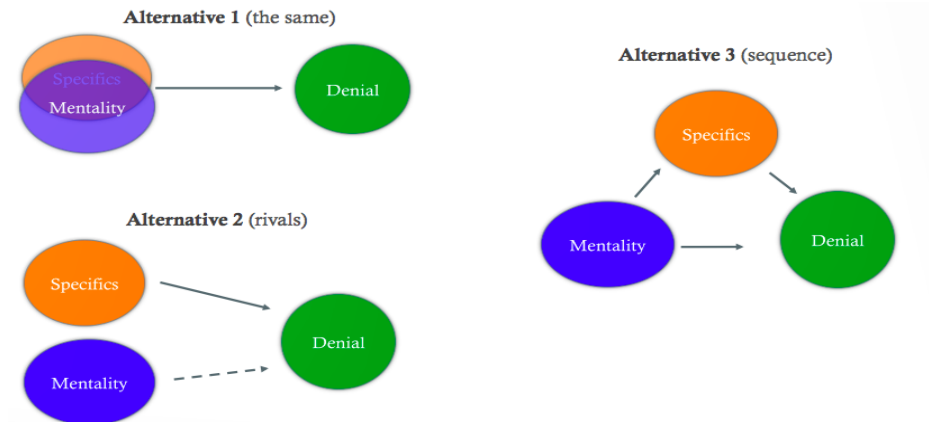 Alternative 1 (the same)
Specifics
Mentality
Denial
Alternative 2 (rivals)
Specifics
Mentality
Denial
Alternative 3 (sequence)
Specifics
Mentality
Denial